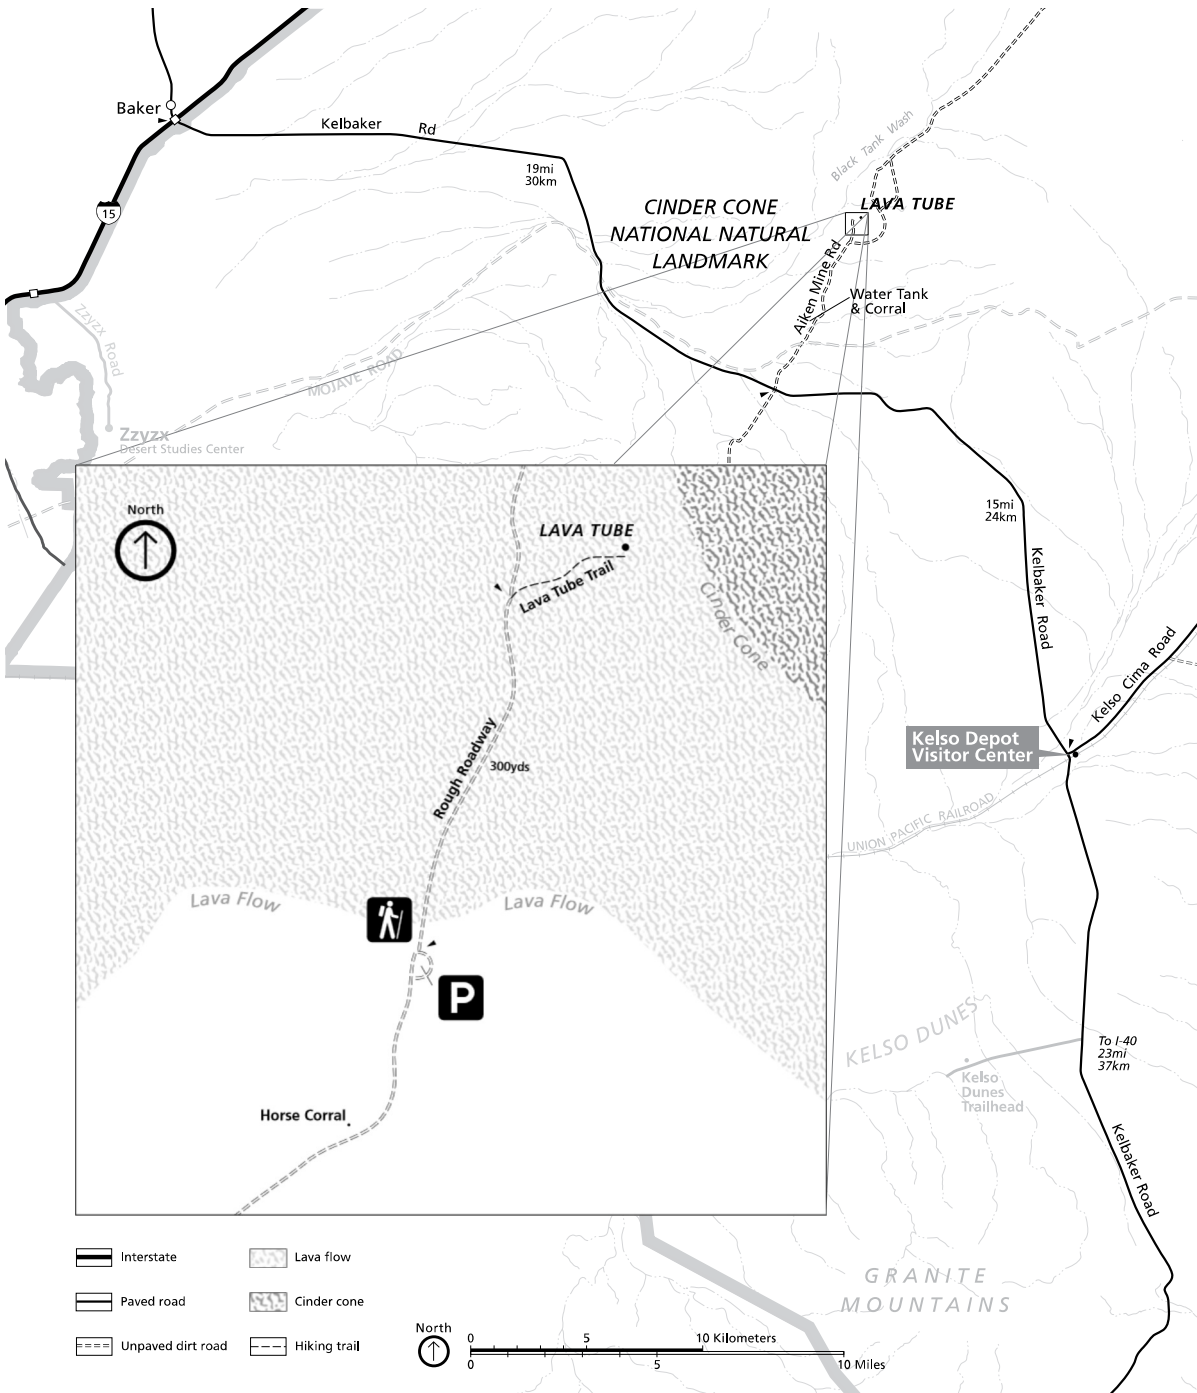 Baker
Kelbaker Rd
19mi
30km
15
Black Tank Wash
LAVA TUBE
CINDER CONE
NATIONAL NATURAL
LANDMARK
Aiken Mine Rd
Water Tank
& Corral
Zzyzx Road
MOJAVE ROAD
Zzyzx
Desert Studies Center
North
LAVA TUBE
Lava Tube Trail
Cinder Cone
15mi
24km
Kelbaker Road
Kelso Cima Road
Kelso Depot
Visitor Center
Rough Roadway
300yds
UNION PACIFIC RAILROAD
Lava Flow
Lava Flow
P
KELSO DUNES
To I-40
23mi
37km
Kelso
Dunes
Trailhead
Horse Corral
Kelbaker Road
GRANITE
MOUNTAINS
Interstate
Lava flow
Paved road
Cinder cone
Unpaved dirt road
Hiking trail
North
0 5 10 Kilometers
0 5 10 Miles